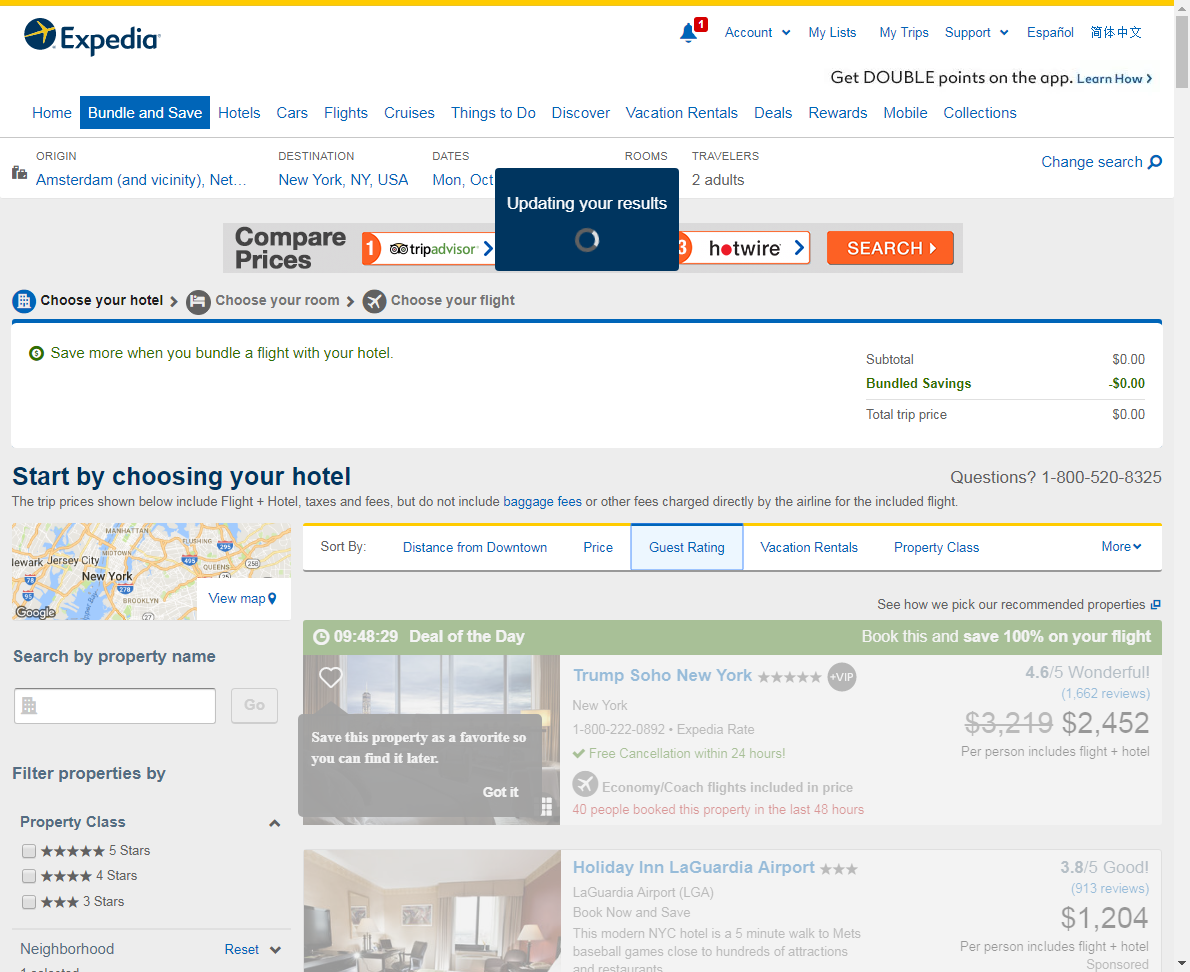 Expedia
1
Account
My Lists
My Trips
Support
Español
简体中文
Get DOUBLE points on the app. Learn How
Home
Bundle and Save
Hotels
Cars
Flights
Cruises
Things to Do
Discover
Vacation Rentals
Deals
Rewards
Mobile
Collections
ORIGIN
Amsterdam (and vicinity), Net...
DESTINATION
New York, NY, USA
DATES
Mon, Oct
ROOMS
TRAVELERS
2 adults
Change search
Updating your results
Compare
Prices
1 tripadvisor
3 hotwire
SEARCH
Choose your hotel
Choose your room
Choose your flight
Save more when you bundle a flight with your hotel.
Subtotal $0.00
Bundled Savings -$0.00
Total trip price $0.00
Start by choosing your hotel
Questions? 1-800-520-8325
The trip prices shown below include Flight + Hotel, taxes and fees, but do not include baggage fees or other fees charged directly by the airline for the included flight.
MANHATTAN
FLUSHING
295
MIDTOWN
ewark
Jersey City
495
QUEENS
258
78
New York
95
278
BROOKLYN
27
Google
View map
Sort By:
Distance from Downtown
Price
Guest Rating
Vacation Rentals
Property Class
More
See how we pick our recommended properties
09:48:29 Deal of the Day
Book this and save 100% on your flight
Search by property name
Go
Filter properties by
Property Class
5 Stars
4 Stars
3 Stars
Neighborhood
Reset
1 selected
Save this property as a favorite so
you can find it later.
Got it
Trump Soho New York
+VIP
New York
1-800-222-0892 • Expedia Rate
Free Cancellation within 24 hours!
Economy/Coach flights included in price
40 people booked this property in the last 48 hours
4.6/5 Wonderful!
(1,662 reviews)
$3,219 $2,452
Per person includes flight + hotel
Holiday Inn LaGuardia Airport
LaGuardia Airport (LGA)
Book Now and Save
This modern NYC hotel is a 5 minute walk to Mets
baseball games close to hundreds of attractions
and restaurants
3.8/5 Good!
(913 reviews)
$1,204
Per person includes flight + hotel
Sponsored